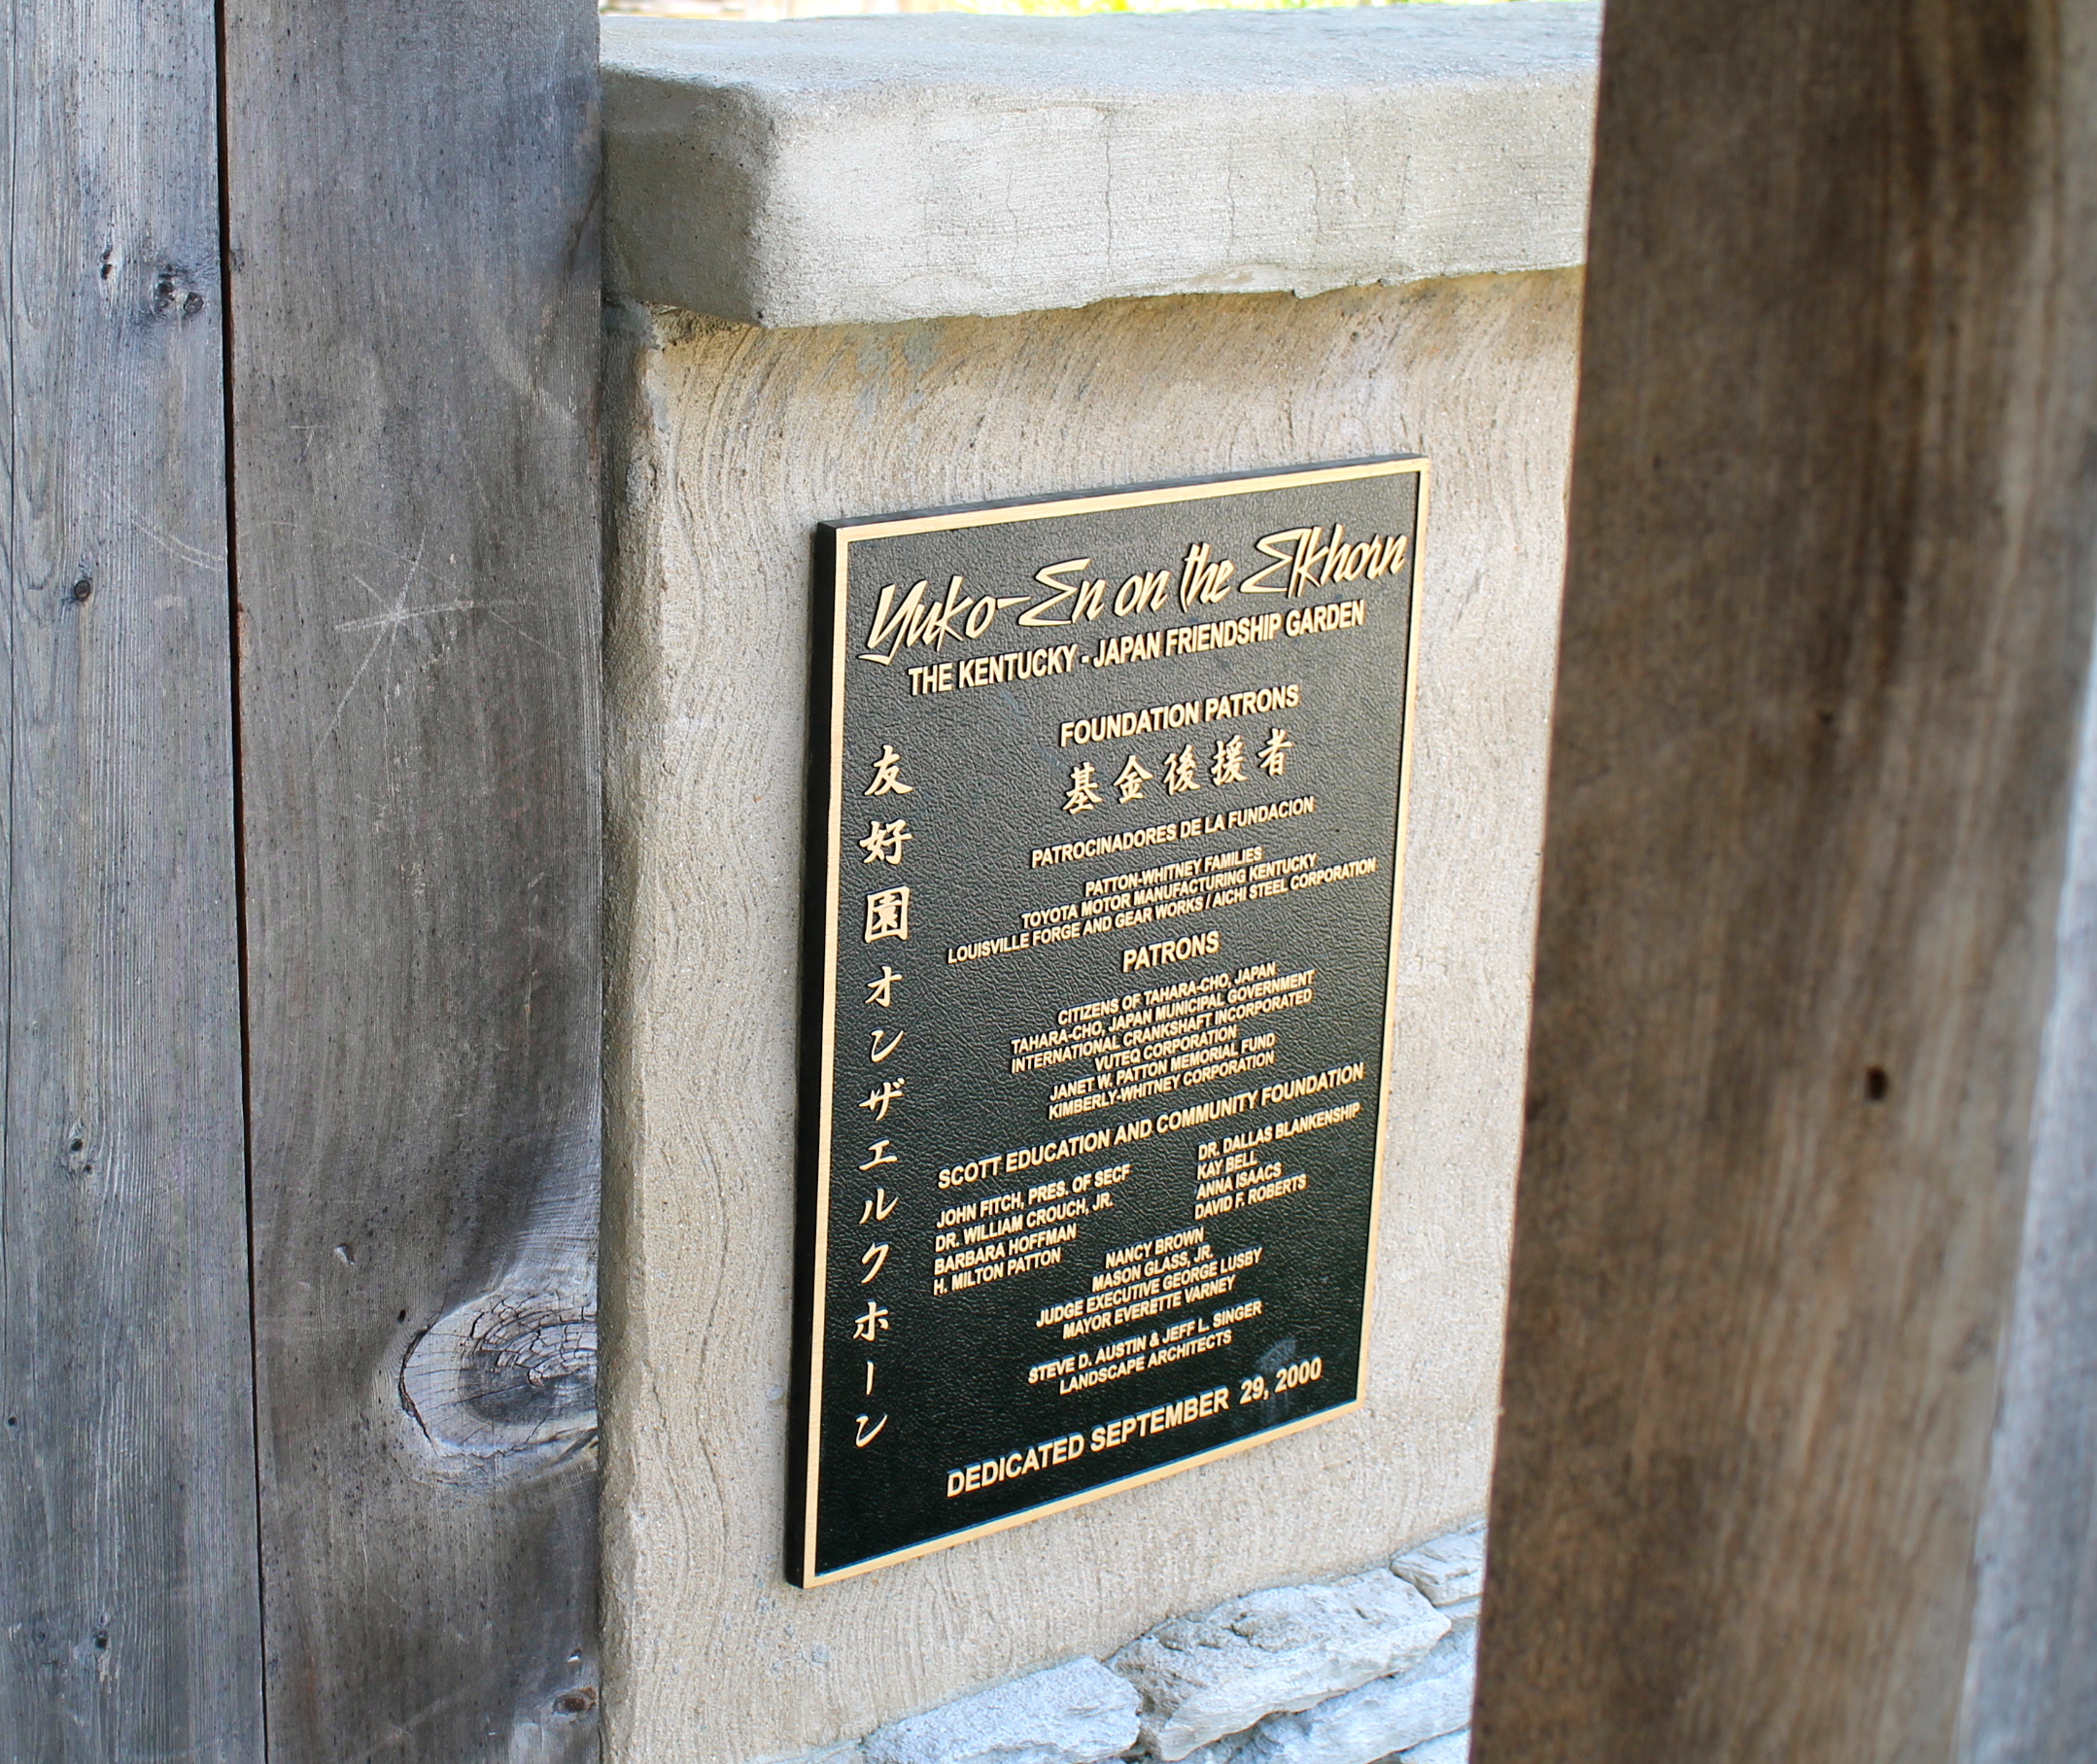 Yuko-En on the Elkhorn
THE KENTUCKY - JAPAN FRIENDSHIP GARDEN
友好園オンザエルクホーン
FOUNDATION PATRONS
基金後援者
PATROCINADORES DE LA FUNDACION
PATTON-WHITNEY FAMILIES
TOYOTA MOTOR MANUFACTURING KENTUCKY
LOUISVILLE FORGE AND GEAR WORKS / AICHI STEEL CORPORATION
PATRONS
CITIZENS OF TAHARA-CHO, JAPAN
TAHARA-CHO, JAPAN MUNICIPAL GOVERNMENT
INTERNATIONAL CRANKSHAFT INCORPORATED
VUTEQ CORPORATION
JANET W. PATTON MEMORIAL FUND
KIMBERLY-WHITNEY CORPORATION
SCOTT EDUCATION AND COMMUNITY FOUNDATION
JOHN FITCH, PRES. OF SECF
DR. WILLIAM CROUCH, JR.
BARBARA HOFFMAN
H. MILTON PATTON
DR. DALLAS BLANKENSHIP
KAY BELL
ANNA ISAACS
DAVID F. ROBERTS
NANCY BROWN
MASON GLASS, JR.
JUDGE EXECUTIVE GEORGE LUSBY
MAYOR EVERETTE VARNEY
STEVE D. AUSTIN & JEFF L. SINGER
LANDSCAPE ARCHITECTS
DEDICATED SEPTEMBER 29, 2000